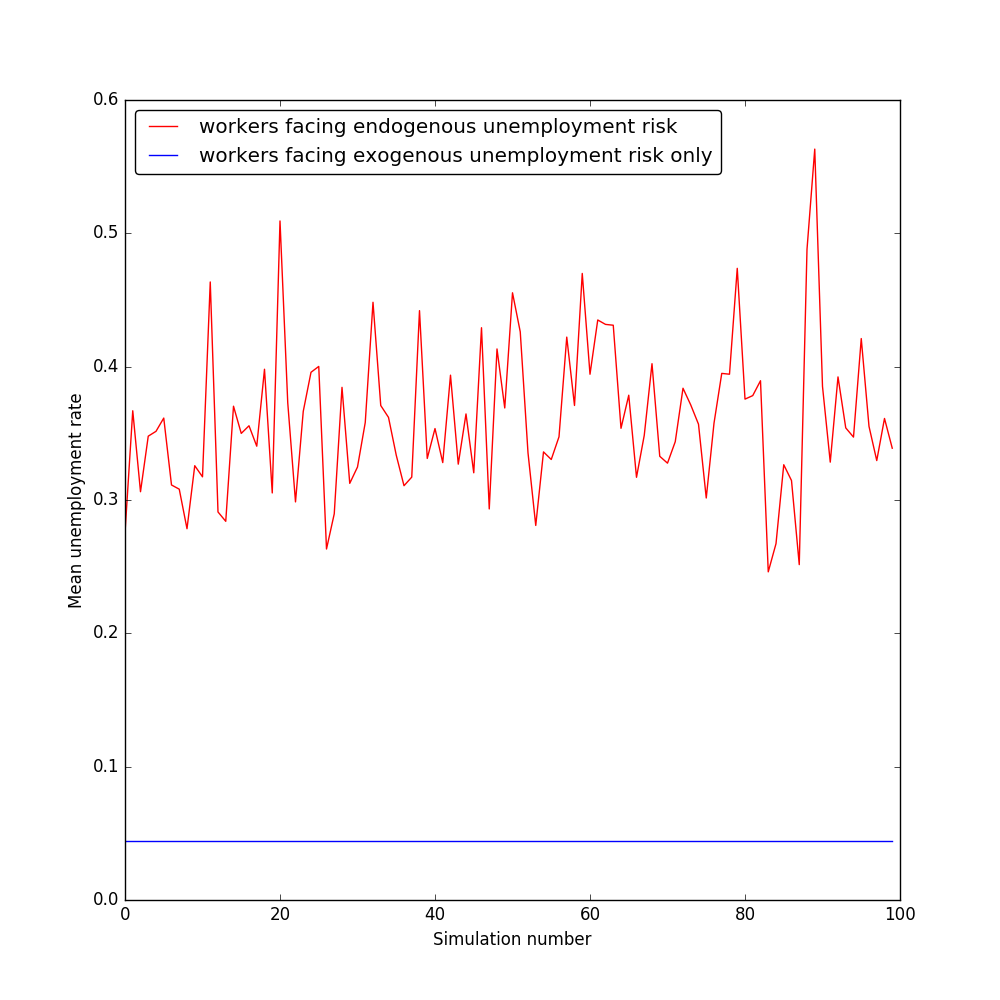 workers facing endogenous unemployment risk
workers facing exogenous unemployment risk only
0.6
0.5
0.4
0.3
0.2
0.1
0.0
Mean unemployment rate
0 20 40 60 80 100
Simulation number